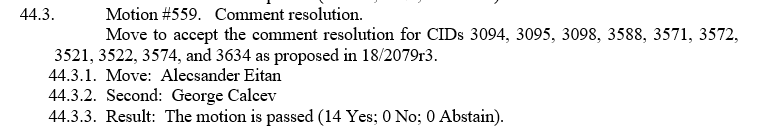 44.3. Motion #559. Comment resolution.
Move to accept the comment resolution for CIDs 3094, 3095, 3098, 3588, 3571, 3572,
3521, 3522, 3574, and 3634 as proposed in 18/2079r3.
44.3.1. Move: Alecsander Eitan
44.3.2. Second: George Calcev
44.3.3. Result: The motion is passed (14 Yes; 0 No; 0 Abstain).